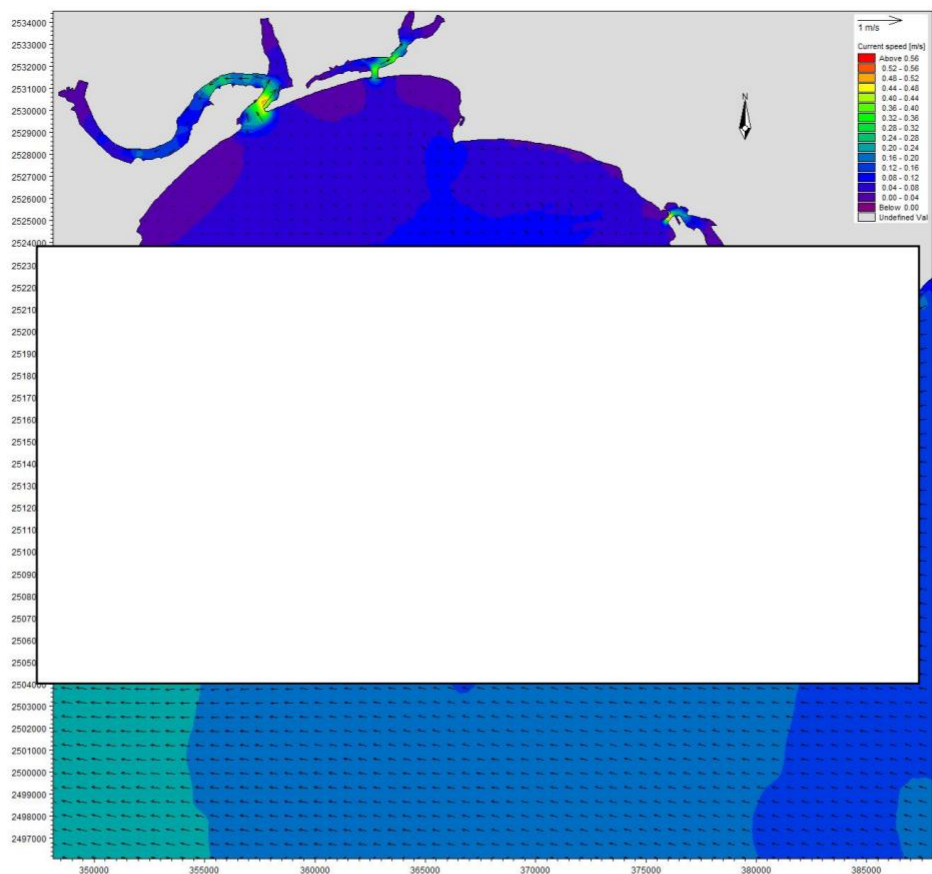 1 m/s
Current speed [m/s]
Above 0.56
0.52 - 0.56
0.48 - 0.52
0.44 - 0.48
0.40 - 0.44
0.36 - 0.40
0.32 - 0.36
0.28 - 0.32
0.24 - 0.28
0.20 - 0.24
0.16 - 0.20
0.12 - 0.16
0.08 - 0.12
0.04 - 0.08
0.00 - 0.04
Below 0.00
Undefined Val
N
2534000
2533000
2532000
2531000
2530000
2529000
2528000
2527000
2526000
2525000
2524000
25230
25220
25210
25200
25190
25180
25170
25160
25150
25140
25130
25120
25110
25100
25090
25080
25070
25060
25050
2504000
2503000
2502000
2501000
2500000
2499000
2498000
2497000
350000 355000 360000 365000 370000 375000 380000 385000